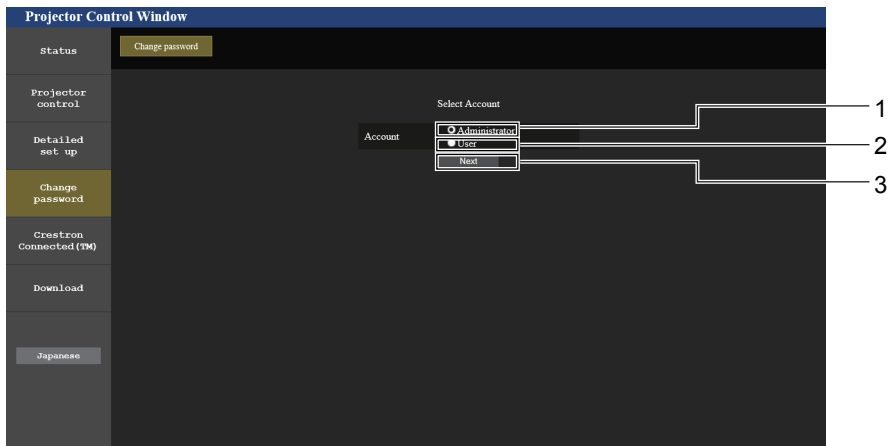 Projector Control Window
Status
Change password
Projector
control
Select Account
1
Account
Administrator
Detailed
set up
User
2
Next
3
Change
password
Crestron
Connected(TM)
Download
Japanese